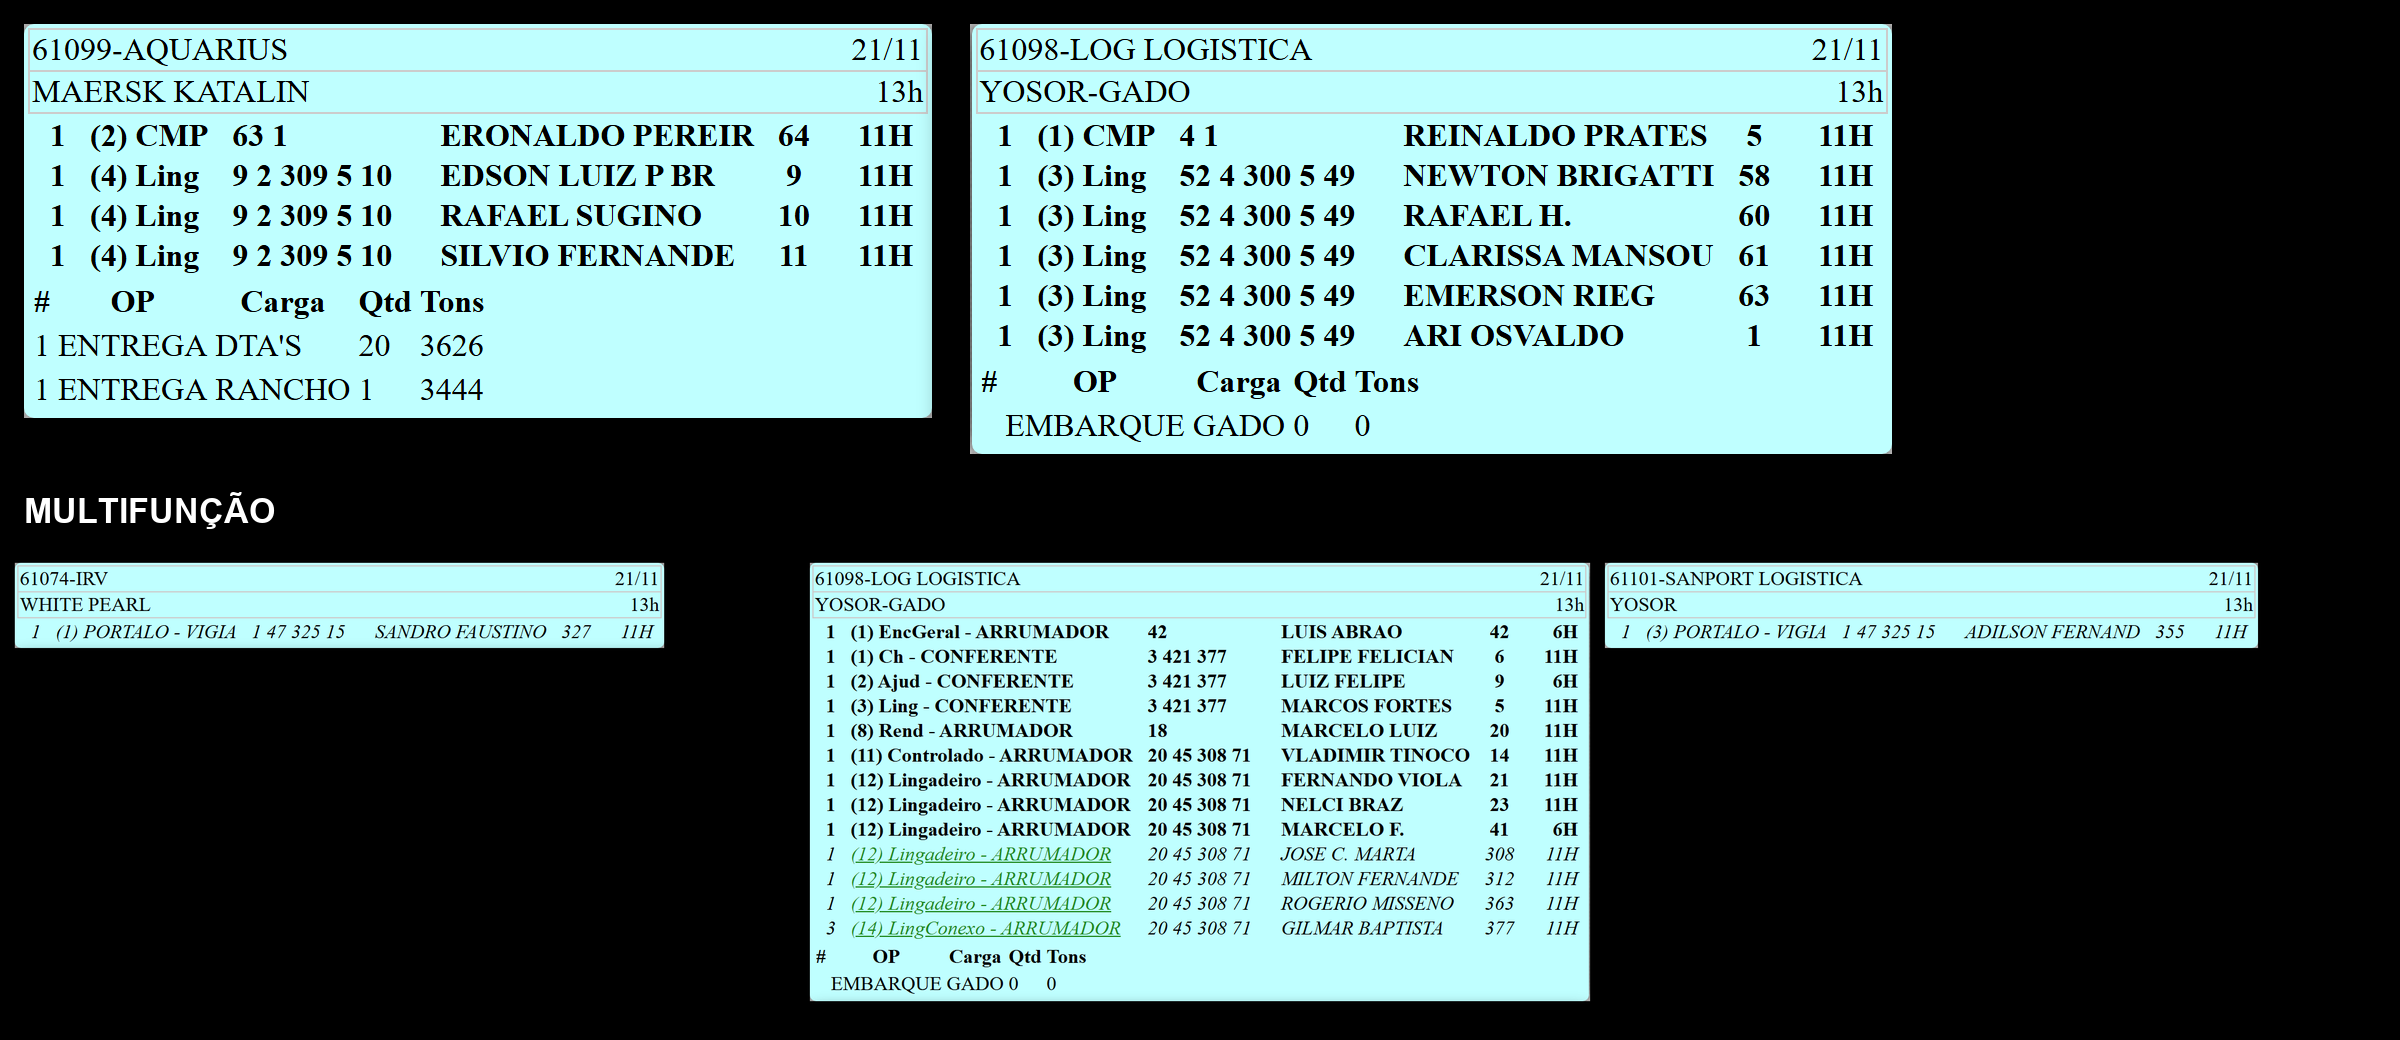 61099-AQUARIUS 21/11
MAERSK KATALIN 13h
1 (2) CMP 63 1 ERONALDO PEREIR 64 11H
1 (4) Ling 9 2 309 5 10 EDSON LUIZ P BR 9 11H
1 (4) Ling 9 2 309 5 10 RAFAEL SUGINO 10 11H
1 (4) Ling 9 2 309 5 10 SILVIO FERNANDE 11 11H
# OP Carga Qtd Tons
1 ENTREGA DTA'S 20 3626
1 ENTREGA RANCHO 1 3444
61098-LOG LOGISTICA 21/11
YOSOR-GADO 13h
1 (1) CMP 4 1 REINALDO PRATES 5 11H
1 (3) Ling 52 4 300 5 49 NEWTON BRIGATTI 58 11H
1 (3) Ling 52 4 300 5 49 RAFAEL H. 60 11H
1 (3) Ling 52 4 300 5 49 CLARISSA MANSOU 61 11H
1 (3) Ling 52 4 300 5 49 EMERSON RIEG 63 11H
1 (3) Ling 52 4 300 5 49 ARI OSVALDO 1 11H
# OP Carga Qtd Tons
EMBARQUE GADO 0 0
MULTIFUNÇÃO
61074-IRV 21/11
WHITE PEARL 13h
1 (1) PORTALO - VIGIA 1 47 325 15 SANDRO FAUSTINO 327 11H
61098-LOG LOGISTICA 21/11
YOSOR-GADO 13h
1 (1) EncGeral - ARRUMADOR 42 LUIS ABRAO 42 6H
1 (1) Ch - CONFERENTE 3 421 377 FELIPE FELICIAN 6 11H
1 (2) Ajud - CONFERENTE 3 421 377 LUIZ FELIPE 9 6H
1 (3) Ling - CONFERENTE 3 421 377 MARCOS FORTES 5 11H
1 (8) Rend - ARRUMADOR 18 MARCELO LUIZ 20 11H
1 (11) Controlado - ARRUMADOR 20 45 308 71 VLADIMIR TINOCO 14 11H
1 (12) Lingadeiro - ARRUMADOR 20 45 308 71 FERNANDO VIOLA 21 11H
1 (12) Lingadeiro - ARRUMADOR 20 45 308 71 NELCI BRAZ 23 11H
1 (12) Lingadeiro - ARRUMADOR 20 45 308 71 MARCELO F. 41 6H
1 (12) Lingadeiro - ARRUMADOR 20 45 308 71 JOSE C. MARTA 308 11H
1 (12) Lingadeiro - ARRUMADOR 20 45 308 71 MILTON FERNANDE 312 11H
1 (12) Lingadeiro - ARRUMADOR 20 45 308 71 ROGERIO MISSENO 363 11H
3 (14) LingConexo - ARRUMADOR 20 45 308 71 GILMAR BAPTISTA 377 11H
# OP Carga Qtd Tons
EMBARQUE GADO 0 0
61101-SANPORT LOGISTICA 21/11
YOSOR 13h
1 (3) PORTALO - VIGIA 1 47 325 15 ADILSON FERNAND 355 11H